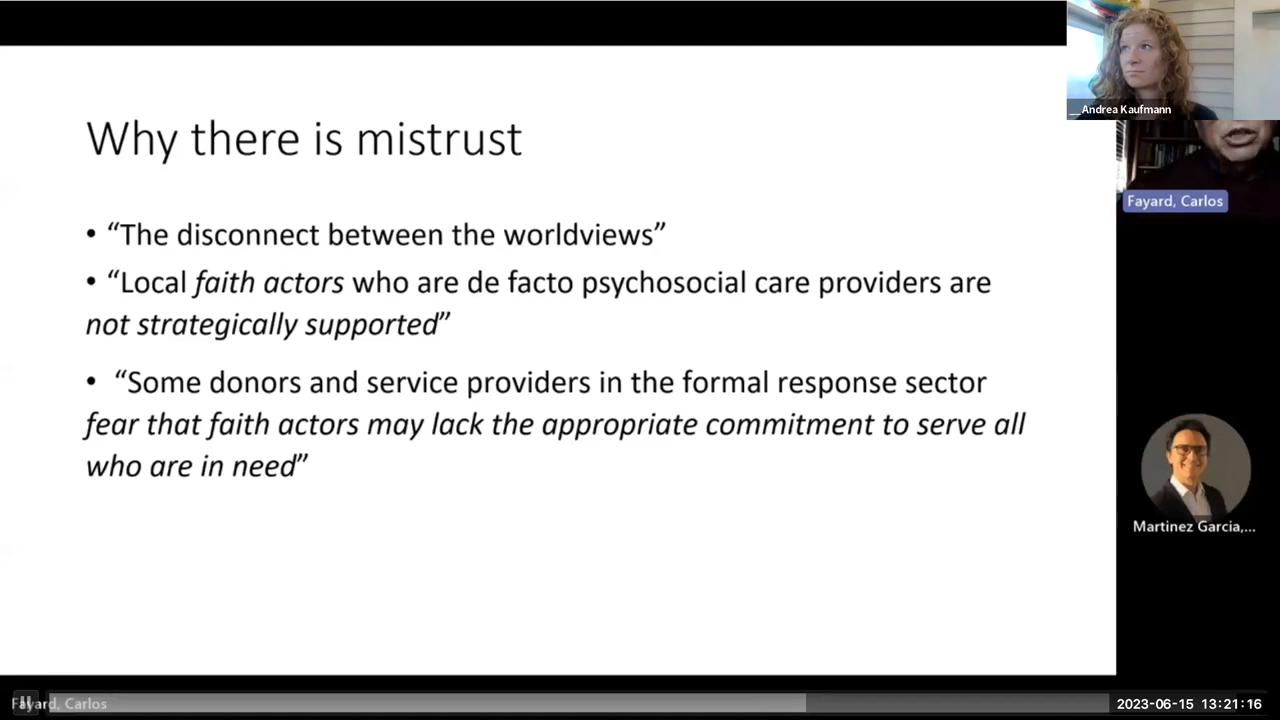 Why there is mistrust
• “The disconnect between the worldviews”
• “Local faith actors who are de facto psychosocial care providers are
not strategically supported”
• “Some donors and service providers in the formal response sector
fear that faith actors may lack the appropriate commitment to serve all
who are in need”
__Andrea Kaufmann
Fayard, Carlos
Martinez Garcia,...
Fayard, Carlos
2023-06-15 13:21:16